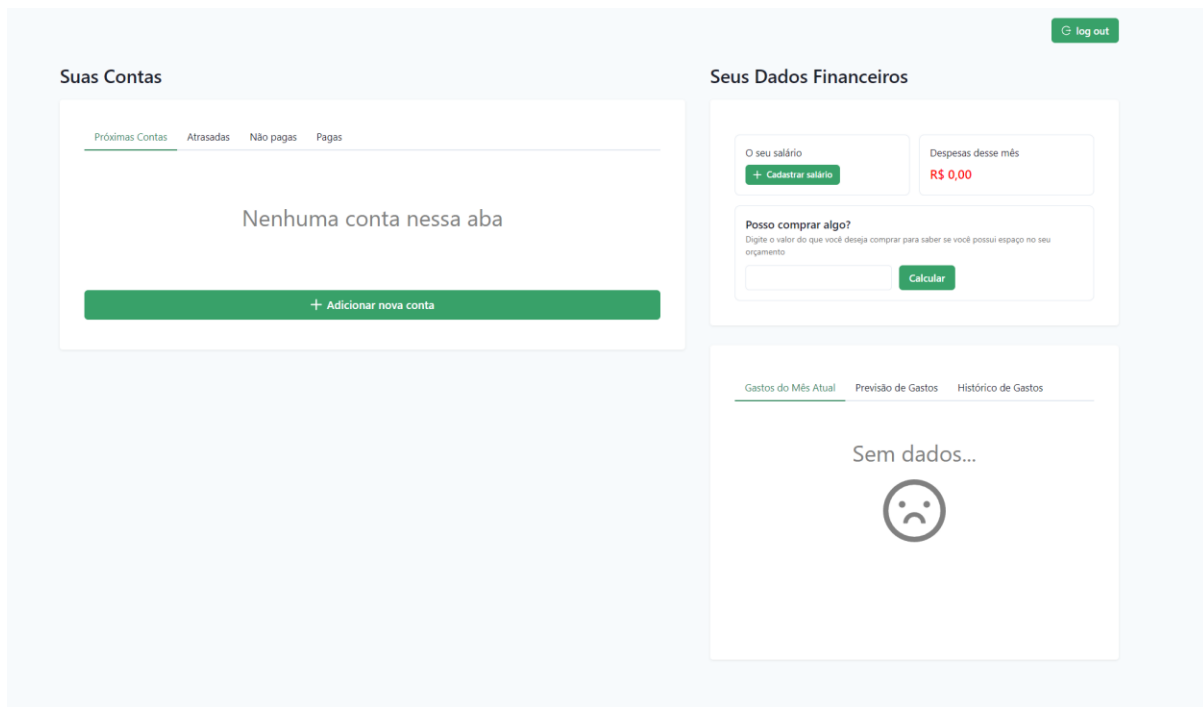 log out
Suas Contas
Próximas Contas Atrasadas Não pagas Pagas
Nenhuma conta nessa aba
+ Adicionar nova conta
Seus Dados Financeiros
O seu salário
+ Cadastrar salário
Despesas desse mês
R$ 0,00
Posso comprar algo?
Digite o valor do que você deseja comprar para saber se você possui espaço no seu
orçamento
Calcular
Gastos do Mês Atual Previsão de Gastos Histórico de Gastos
Sem dados...